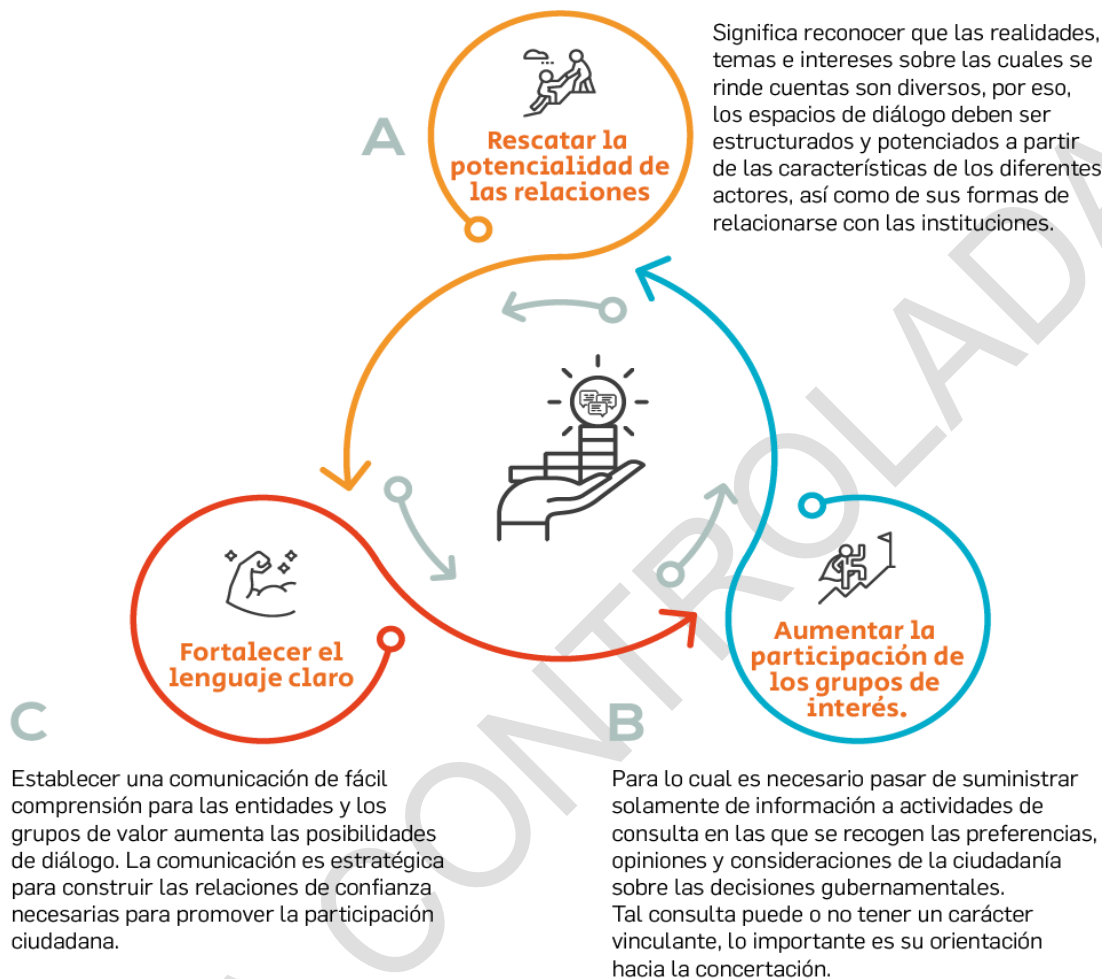 A
Rescatar la
potencialidad de
las relaciones
Significa reconocer que las realidades,
temas e intereses sobre las cuales se
rinde cuentas son diversos, por eso,
los espacios de diálogo deben ser
estructurados y potenciados a partir
de las características de los diferentes
actores, así como de sus formas de
relacionarse con las instituciones.
C
Fortalecer el
lenguaje claro
Establecer una comunicación de fácil
comprensión para las entidades y los
grupos de valor aumenta las posibilidades
de diálogo. La comunicación es estratégica
para construir las relaciones de confianza
necesarias para promover la participación
ciudadana.
B
Aumentar la
participación de
los grupos de
interés.
Para lo cual es necesario pasar de suministrar
solamente de información a actividades de
consulta en las que se recogen las preferencias,
opiniones y consideraciones de la ciudadanía
sobre las decisiones gubernamentales.
Tal consulta puede o no tener un carácter
vinculante, lo importante es su orientación
hacia la concertación.
CONTROLADA